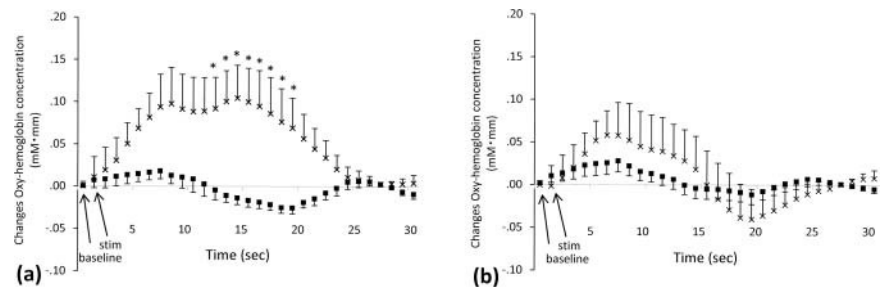 Changes Oxy-hemoglobin concentration
(mM・mm)
.20
.15
.10
.05
.00
-.05
-.10
* * * * * * * *
5 10 15 20 25 30
stim
baseline
Time (sec)
(a)
Changes Oxy-hemoglobin concentration
(mM・mm)
.20
.15
.10
.05
.00
-.05
-.10
5 10 15 20 25 30
stim
baseline
Time (sec)
(b)